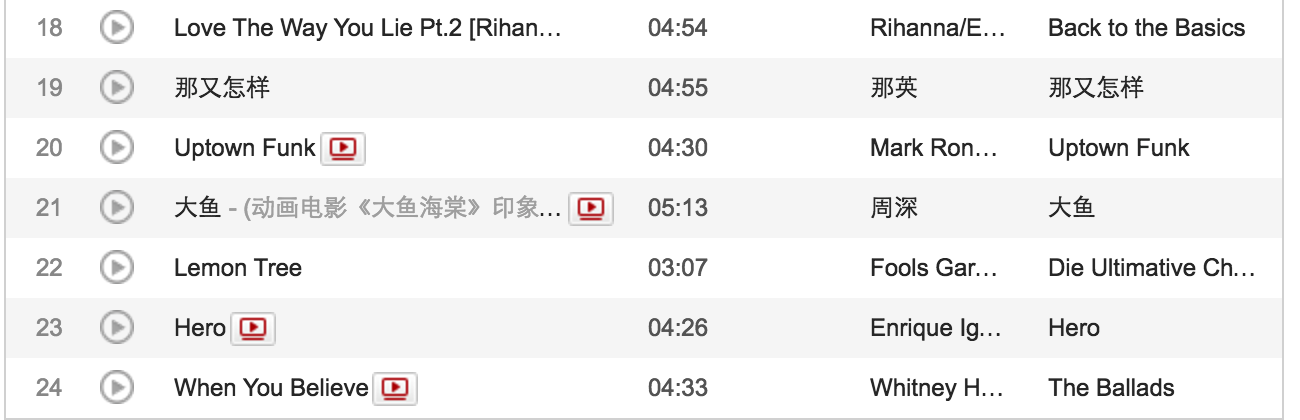 18 Love The Way You Lie Pt.2 [Rihan... 04:54 Rihanna/E... Back to the Basics
19 那又怎样 04:55 那英 那又怎样
20 Uptown Funk 04:30 Mark Ron... Uptown Funk
21 大鱼 - (动画电影《大鱼海棠》印象... 05:13 周深 大鱼
22 Lemon Tree 03:07 Fools Gar... Die Ultimative Ch...
23 Hero 04:26 Enrique Ig... Hero
24 When You Believe 04:33 Whitney H... The Ballads